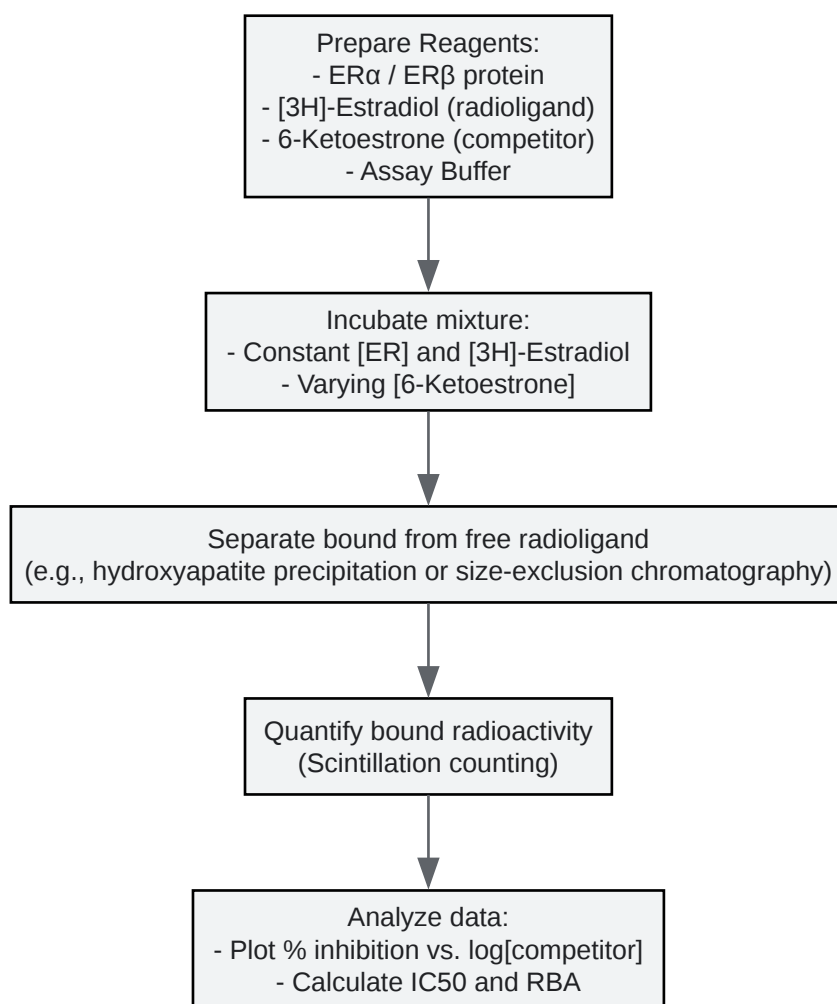 Prepare Reagents:
- ERα / ERβ protein
- [3H]-Estradiol (radioligand)
- 6-Ketoestrone (competitor)
- Assay Buffer
Incubate mixture:
- Constant [ER] and [3H]-Estradiol
- Varying [6-Ketoestrone]
Separate bound from free radioligand
(e.g., hydroxyapatite precipitation or size-exclusion chromatography)
Quantify bound radioactivity
(Scintillation counting)
Analyze data:
- Plot % inhibition vs. log[competitor]
- Calculate IC50 and RBA